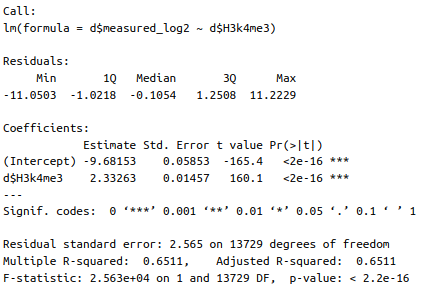 Call:
lm(formula = d$measured_log2 ~ d$H3k4me3)

Residuals:
     Min       1Q   Median       3Q      Max
-11.0503  -1.0218  -0.1054   1.2508  11.2229

Coefficients:
            Estimate Std. Error t value Pr(>|t|)
(Intercept) -9.68153    0.05853  -165.4   <2e-16 ***
d$H3k4me3    2.33263    0.01457   160.1   <2e-16 ***
---
Signif. codes:  0 ‘***’ 0.001 ‘**’ 0.01 ‘*’ 0.05 ‘.’ 0.1 ‘ ’ 1

Residual standard error: 2.565 on 13729 degrees of freedom
Multiple R-squared:  0.6511,    Adjusted R-squared:  0.6511
F-statistic: 2.563e+04 on 1 and 13729 DF,  p-value: < 2.2e-16